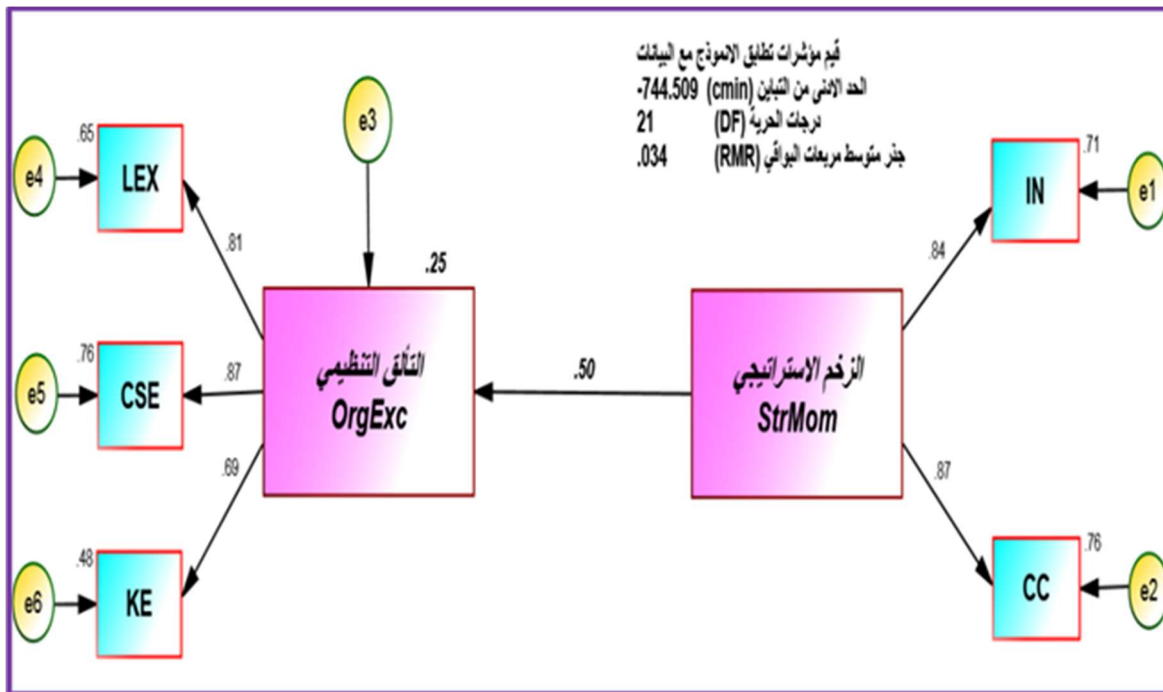 قيم مؤشرات تطابق الانموذج مع البيانات
الحد الادنى من التباين (cmin) 744.509-
درجات الحرية (DF) 21
جذر متوسط مربعات البواقي (RMR) .034
e3
e4
.65
LEX
.81
.71
IN
e1
.84
.25
التألق التنظيمي
OrgExc
.50
الزخم الاستراتيجي
StrMom
e5
.76
CSE
.87
.69
e6
.48
KE
.87
.76
CC
e2